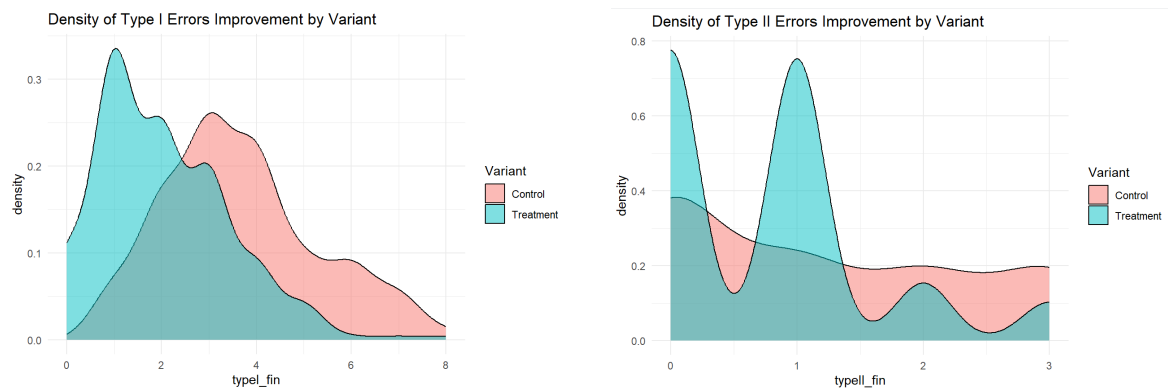 Density of Type I Errors Improvement by Variant
0.3
0.2
0.1
0.0
density
0
2
4
6
8
typeI_fin
Variant
Control
Treatment
Density of Type II Errors Improvement by Variant
0.8
0.6
0.4
0.2
0.0
density
0
1
2
3
typeII_fin
Variant
Control
Treatment